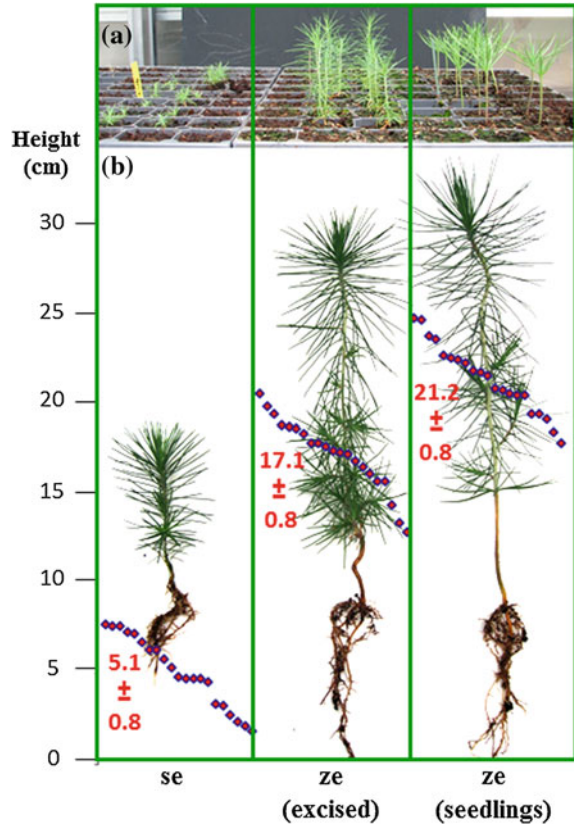 (a)
Height
(cm)
(b)
30
25
20
15
10
5
0
5.1
±
0.8
17.1
±
0.8
21.2
±
0.8
se
ze
(excised)
ze
(seedlings)